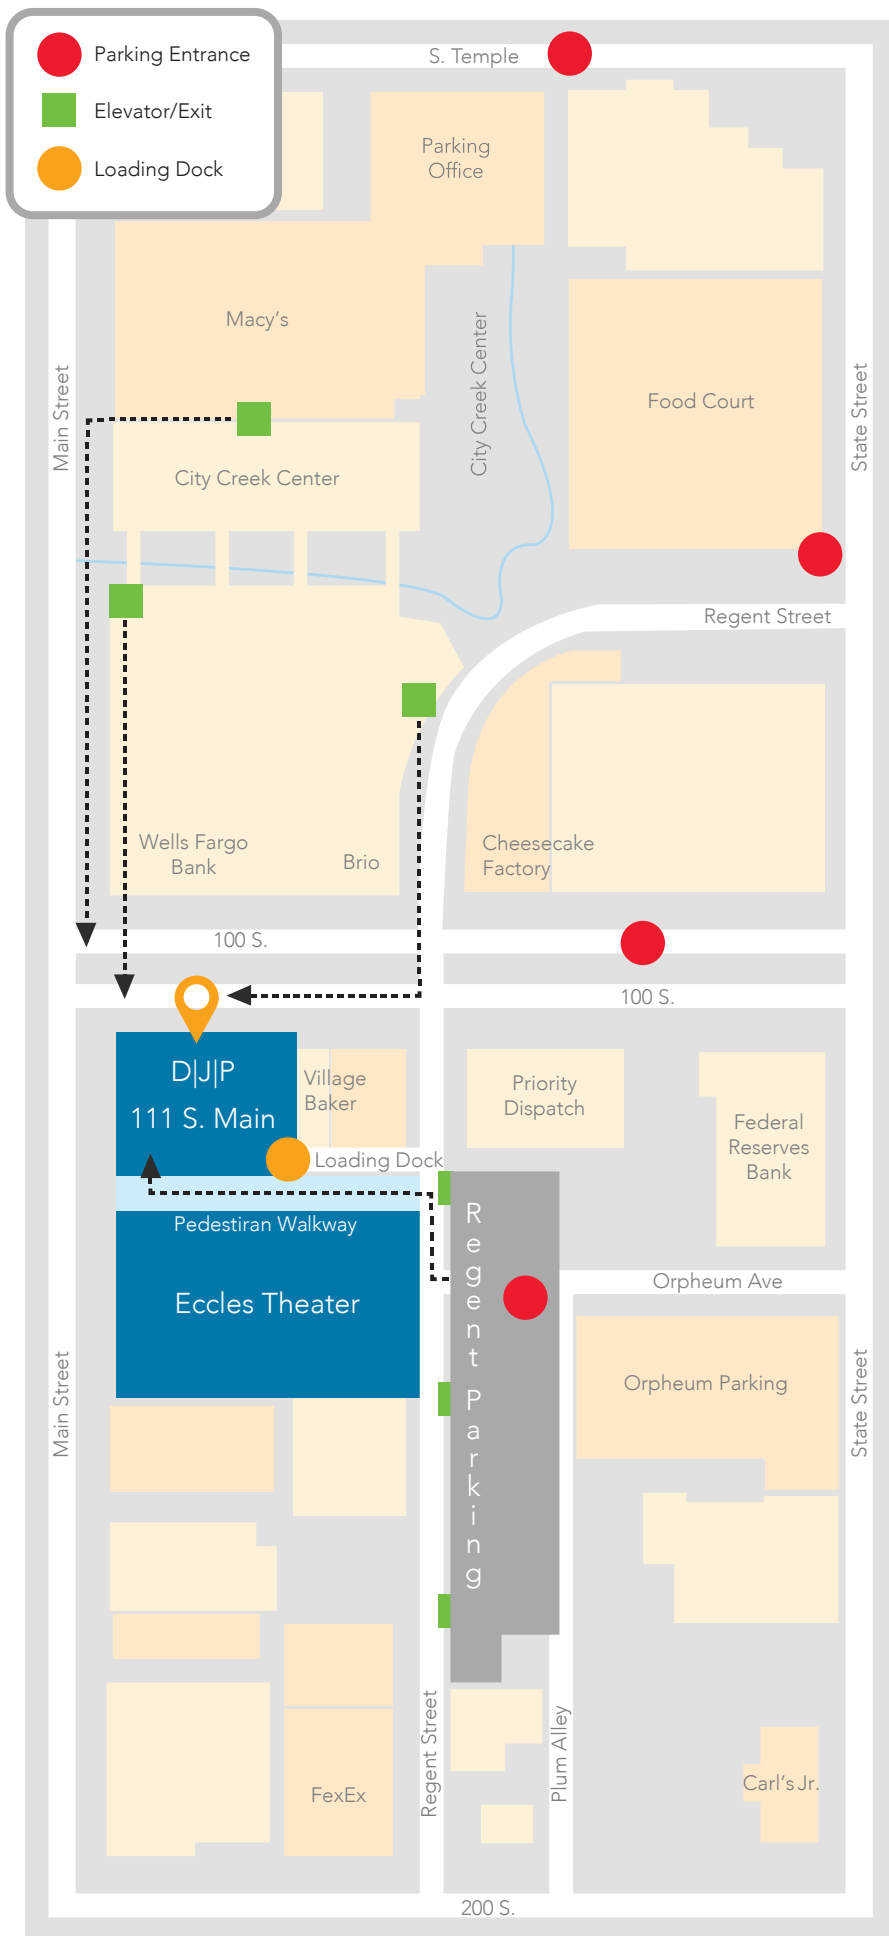 Parking Entrance
Elevator/Exit
Loading Dock
S. Temple
Parking
Office
Macy's
City Creek Center
Food Court
Main Street
State Street
City Creek Center
Regent Street
Wells Fargo
Bank
Brio
Cheesecake
Factory
100 S.
100 S.
D|J|P
111 S. Main
Village
Baker
Priority
Dispatch
Federal
Reserves
Bank
Loading Dock
Pedestiran Walkway
Regent Parking
Orpheum Ave
Eccles Theater
Orpheum Parking
Main Street
State Street
Regent Street
Plum Alley
FexEx
Carl's Jr.
200 S.